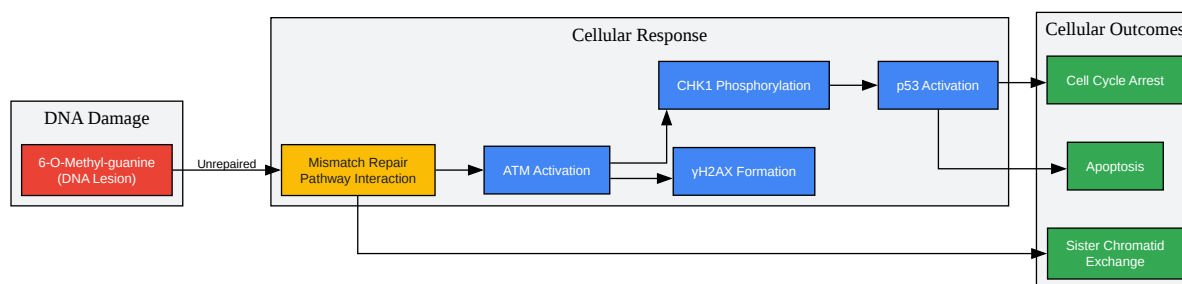 DNA Damage
6-O-Methyl-guanine
(DNA Lesion)
Unrepaired
Cellular Response
Mismatch Repair
Pathway Interaction
ATM Activation
CHK1 Phosphorylation
γH2AX Formation
p53 Activation
Cellular Outcomes
Cell Cycle Arrest
Apoptosis
Sister Chromatid
Exchange